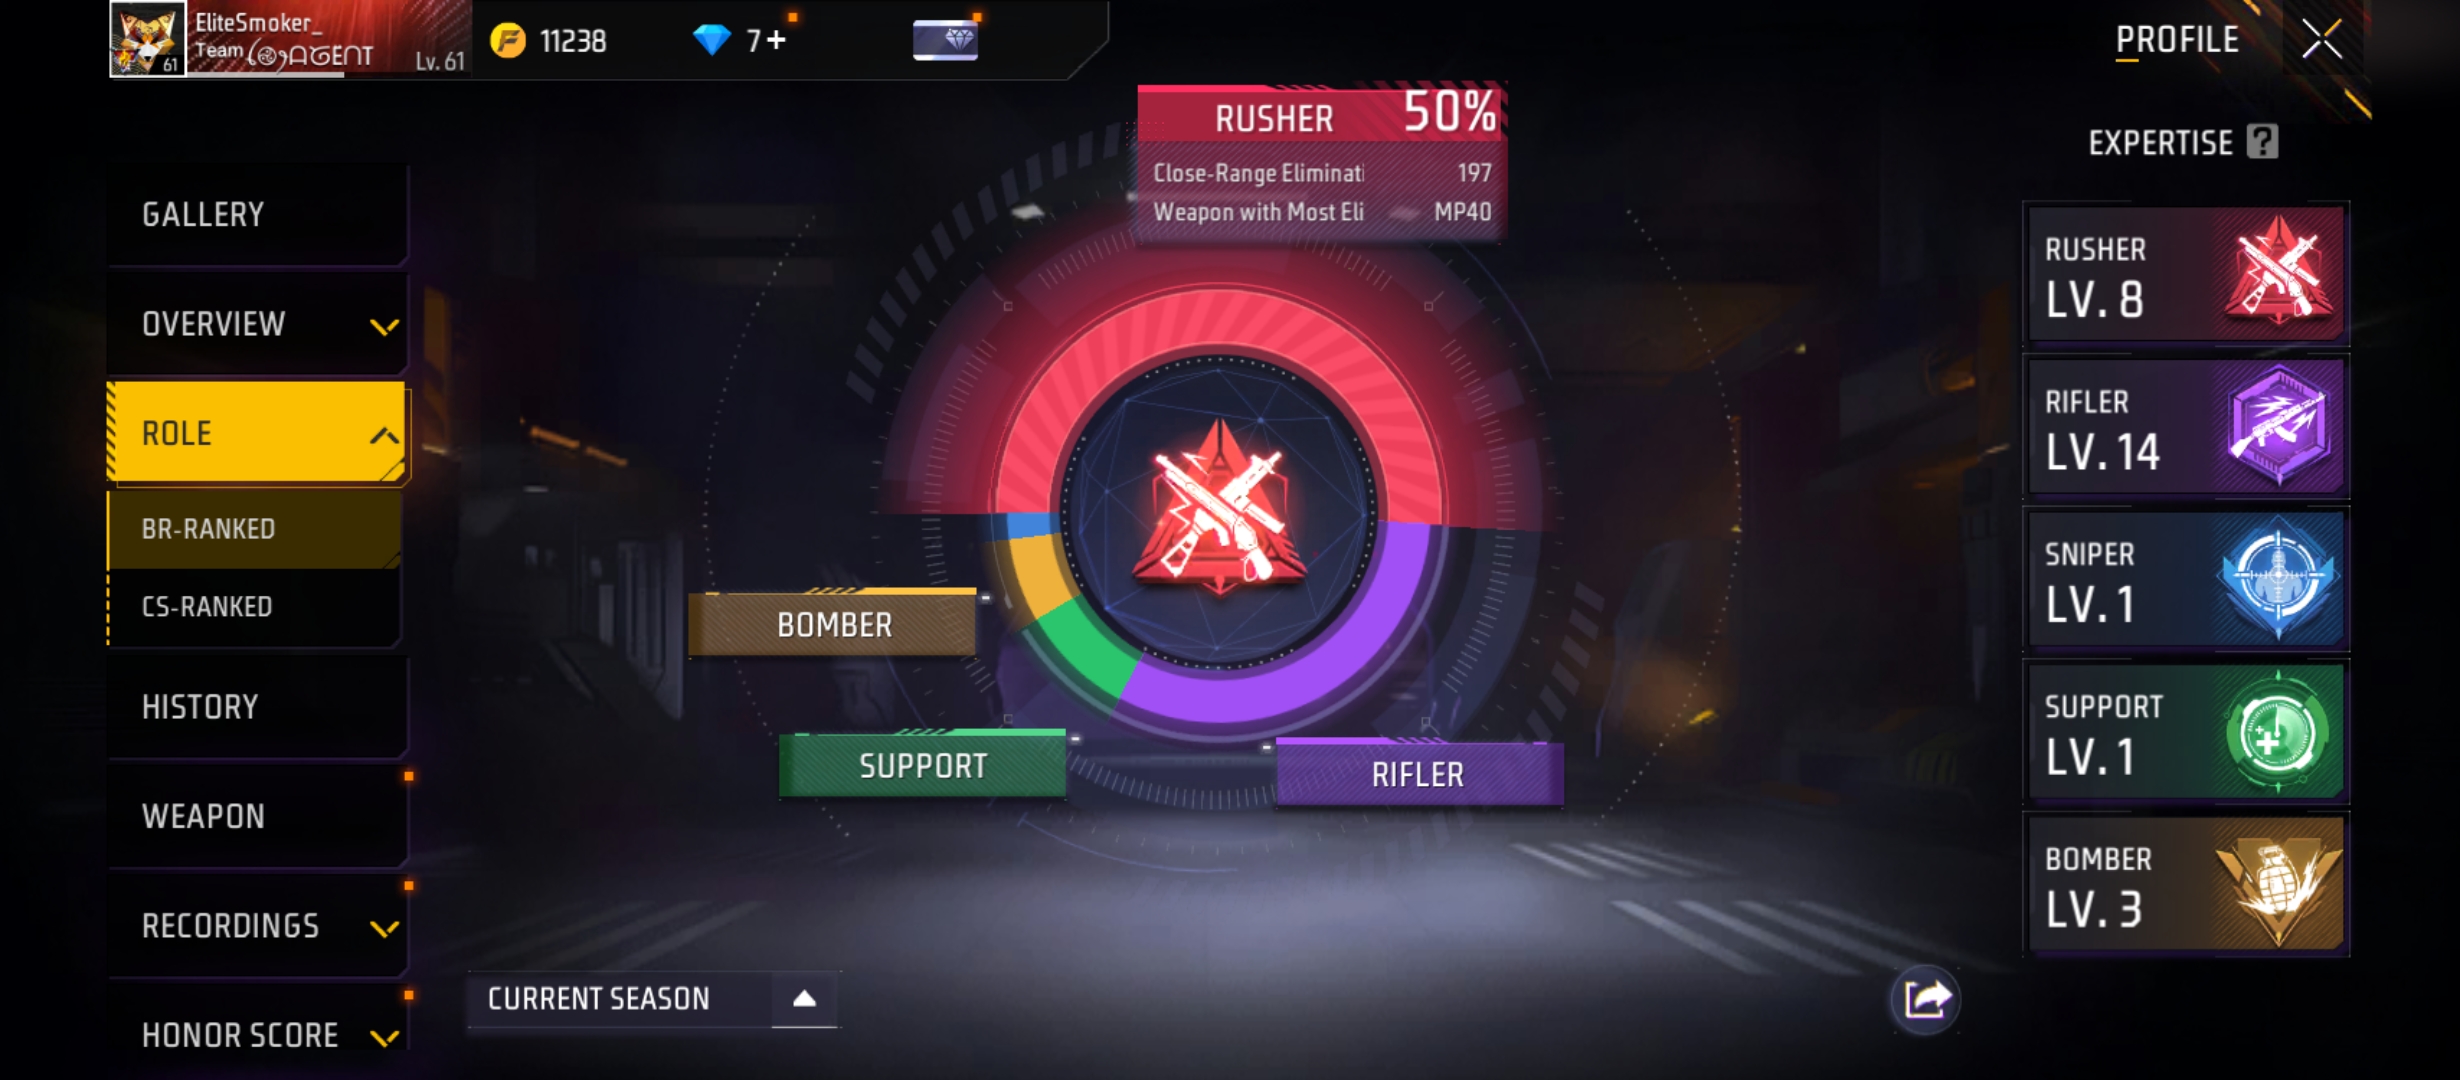 EliteSmoker_
Team AGENT
61
Lv. 61
11238
7+
PROFILE
RUSHER 50%
Close-Range Eliminati 197
Weapon with Most Eli MP40
EXPERTISE ?
GALLERY
OVERVIEW
ROLE
BR-RANKED
CS-RANKED
HISTORY
WEAPON
RECORDINGS
HONOR SCORE
BOMBER
SUPPORT
RIFLER
CURRENT SEASON
RUSHER
LV. 8
RIFLER
LV. 14
SNIPER
LV. 1
SUPPORT
LV. 1
BOMBER
LV. 3